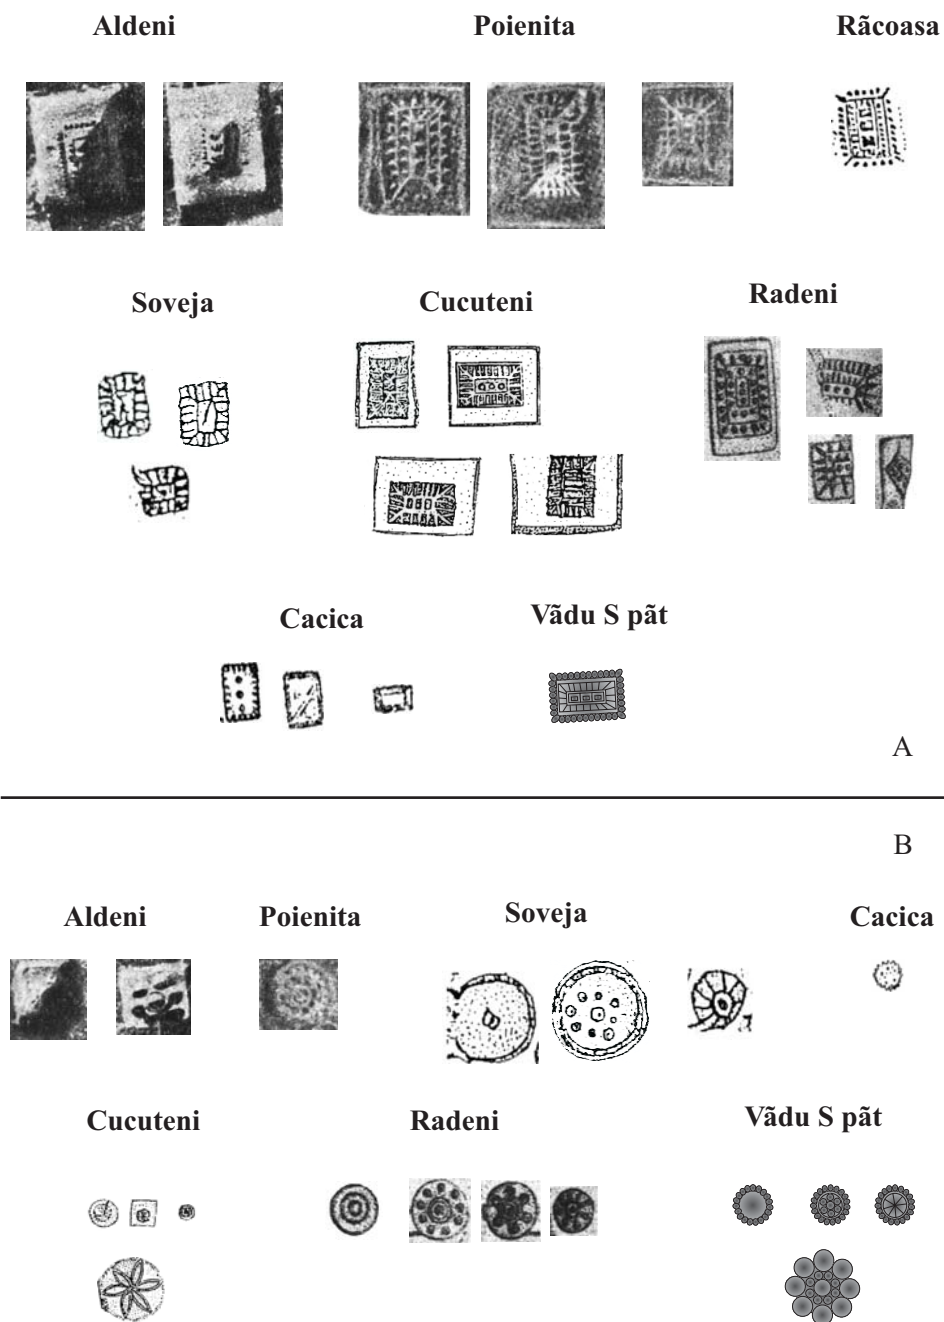 Aldeni Poienita Rãcoasa
Soveja Cucuteni Radeni
Cacica Vãdu S pãt
A
B
Aldeni Poienita Soveja Cacica
Cucuteni Radeni Vãdu S pãt